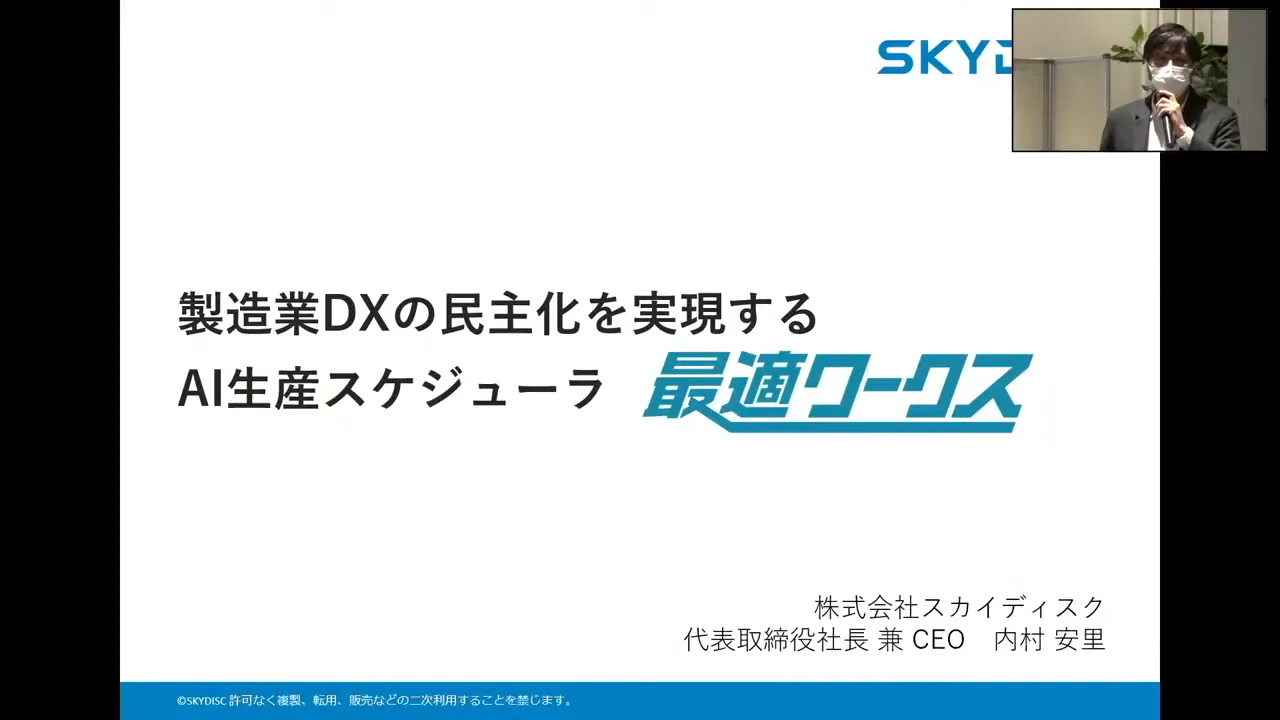 SKYD
製造業DXの民主化を実現する
AI生産スケジューラ 最適ワークス
株式会社スカイディスク
代表取締役社長 兼 CEO 内村 安里
©SKYDISC 許可なく複製、転用、販売などの二次利用することを禁じます。